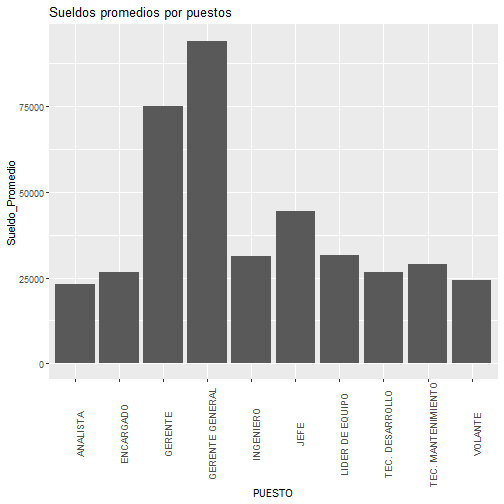 Sueldos promedios por puestos
Sueldo_Promedio
75000
50000
25000
0
ANALISTA
ENCARGADO
GERENTE
GERENTE GENERAL
INGENIERO
JEFE
LIDER DE EQUIPO
TEC. DESARROLLO
TEC. MANTENIMIENTO
VOLANTE
PUESTO